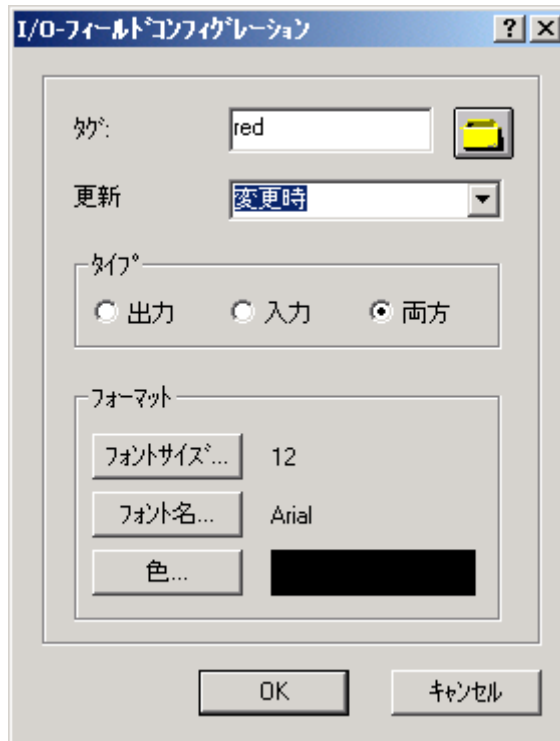 I/O-ﾌｨｰﾙﾄﾞｺﾝﾌｨｸﾞﾚｰｼｮﾝ
ﾀｸﾞ: red
更新 変更時
ﾀｲﾌﾟ
出力 入力 両方
ﾌｫｰﾏｯﾄ
ﾌｫﾝﾄｻｲｽﾞ... 12
ﾌｫﾝﾄ名... Arial
色...
OK ｷｬﾝｾﾙ